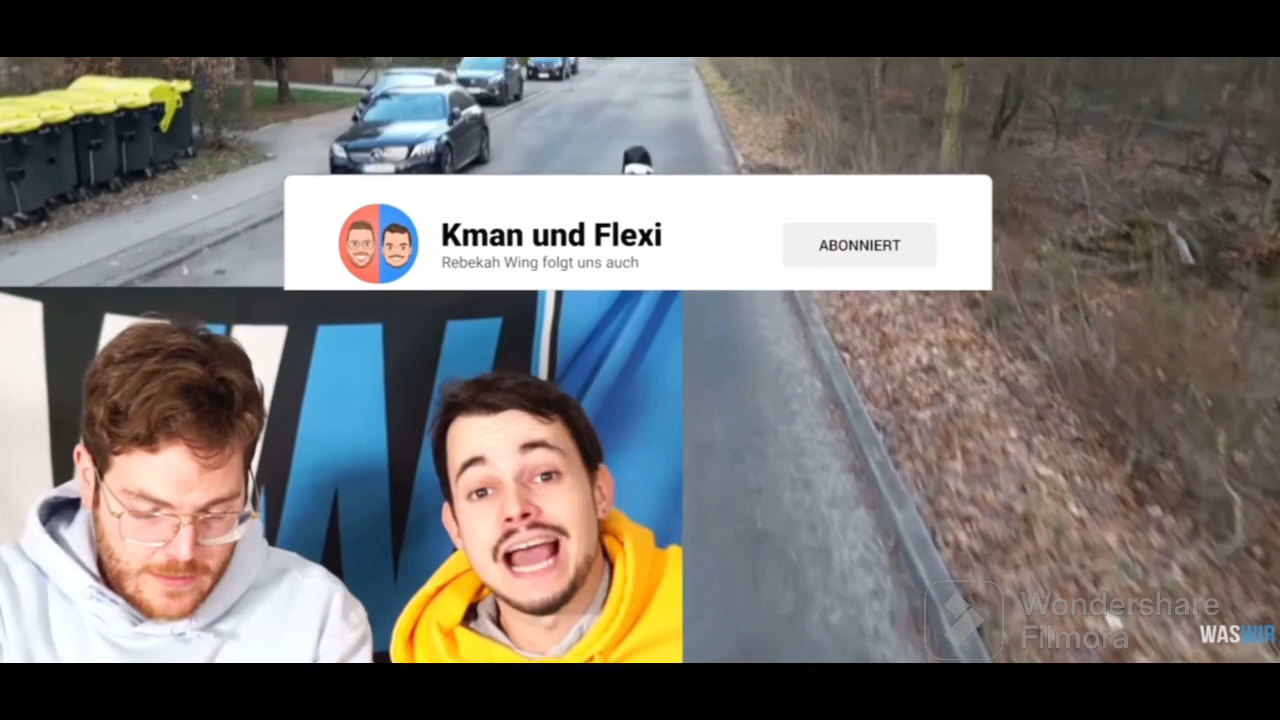 Kman und Flexi
Rebekah Wing folgt uns auch
ABONNIERT
Wondershare
Filmora
WASWIR